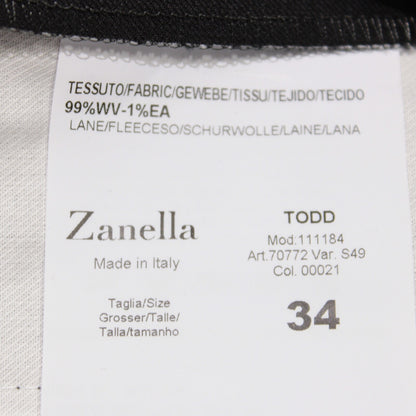 TESSUTO/FABRIC/GEWEBE/TISSU/TEJIDO/TECIDO
99%WV-1%EA
LANE/FLEECESO/SCHURWOLLE/LAINE/LANA
Zanella
Made in Italy
TODD
Mod:111184
Art.70772 Var. S49
Col. 00021
Taglia/Size
Grosser/Talle/
Talla/tamanho
34